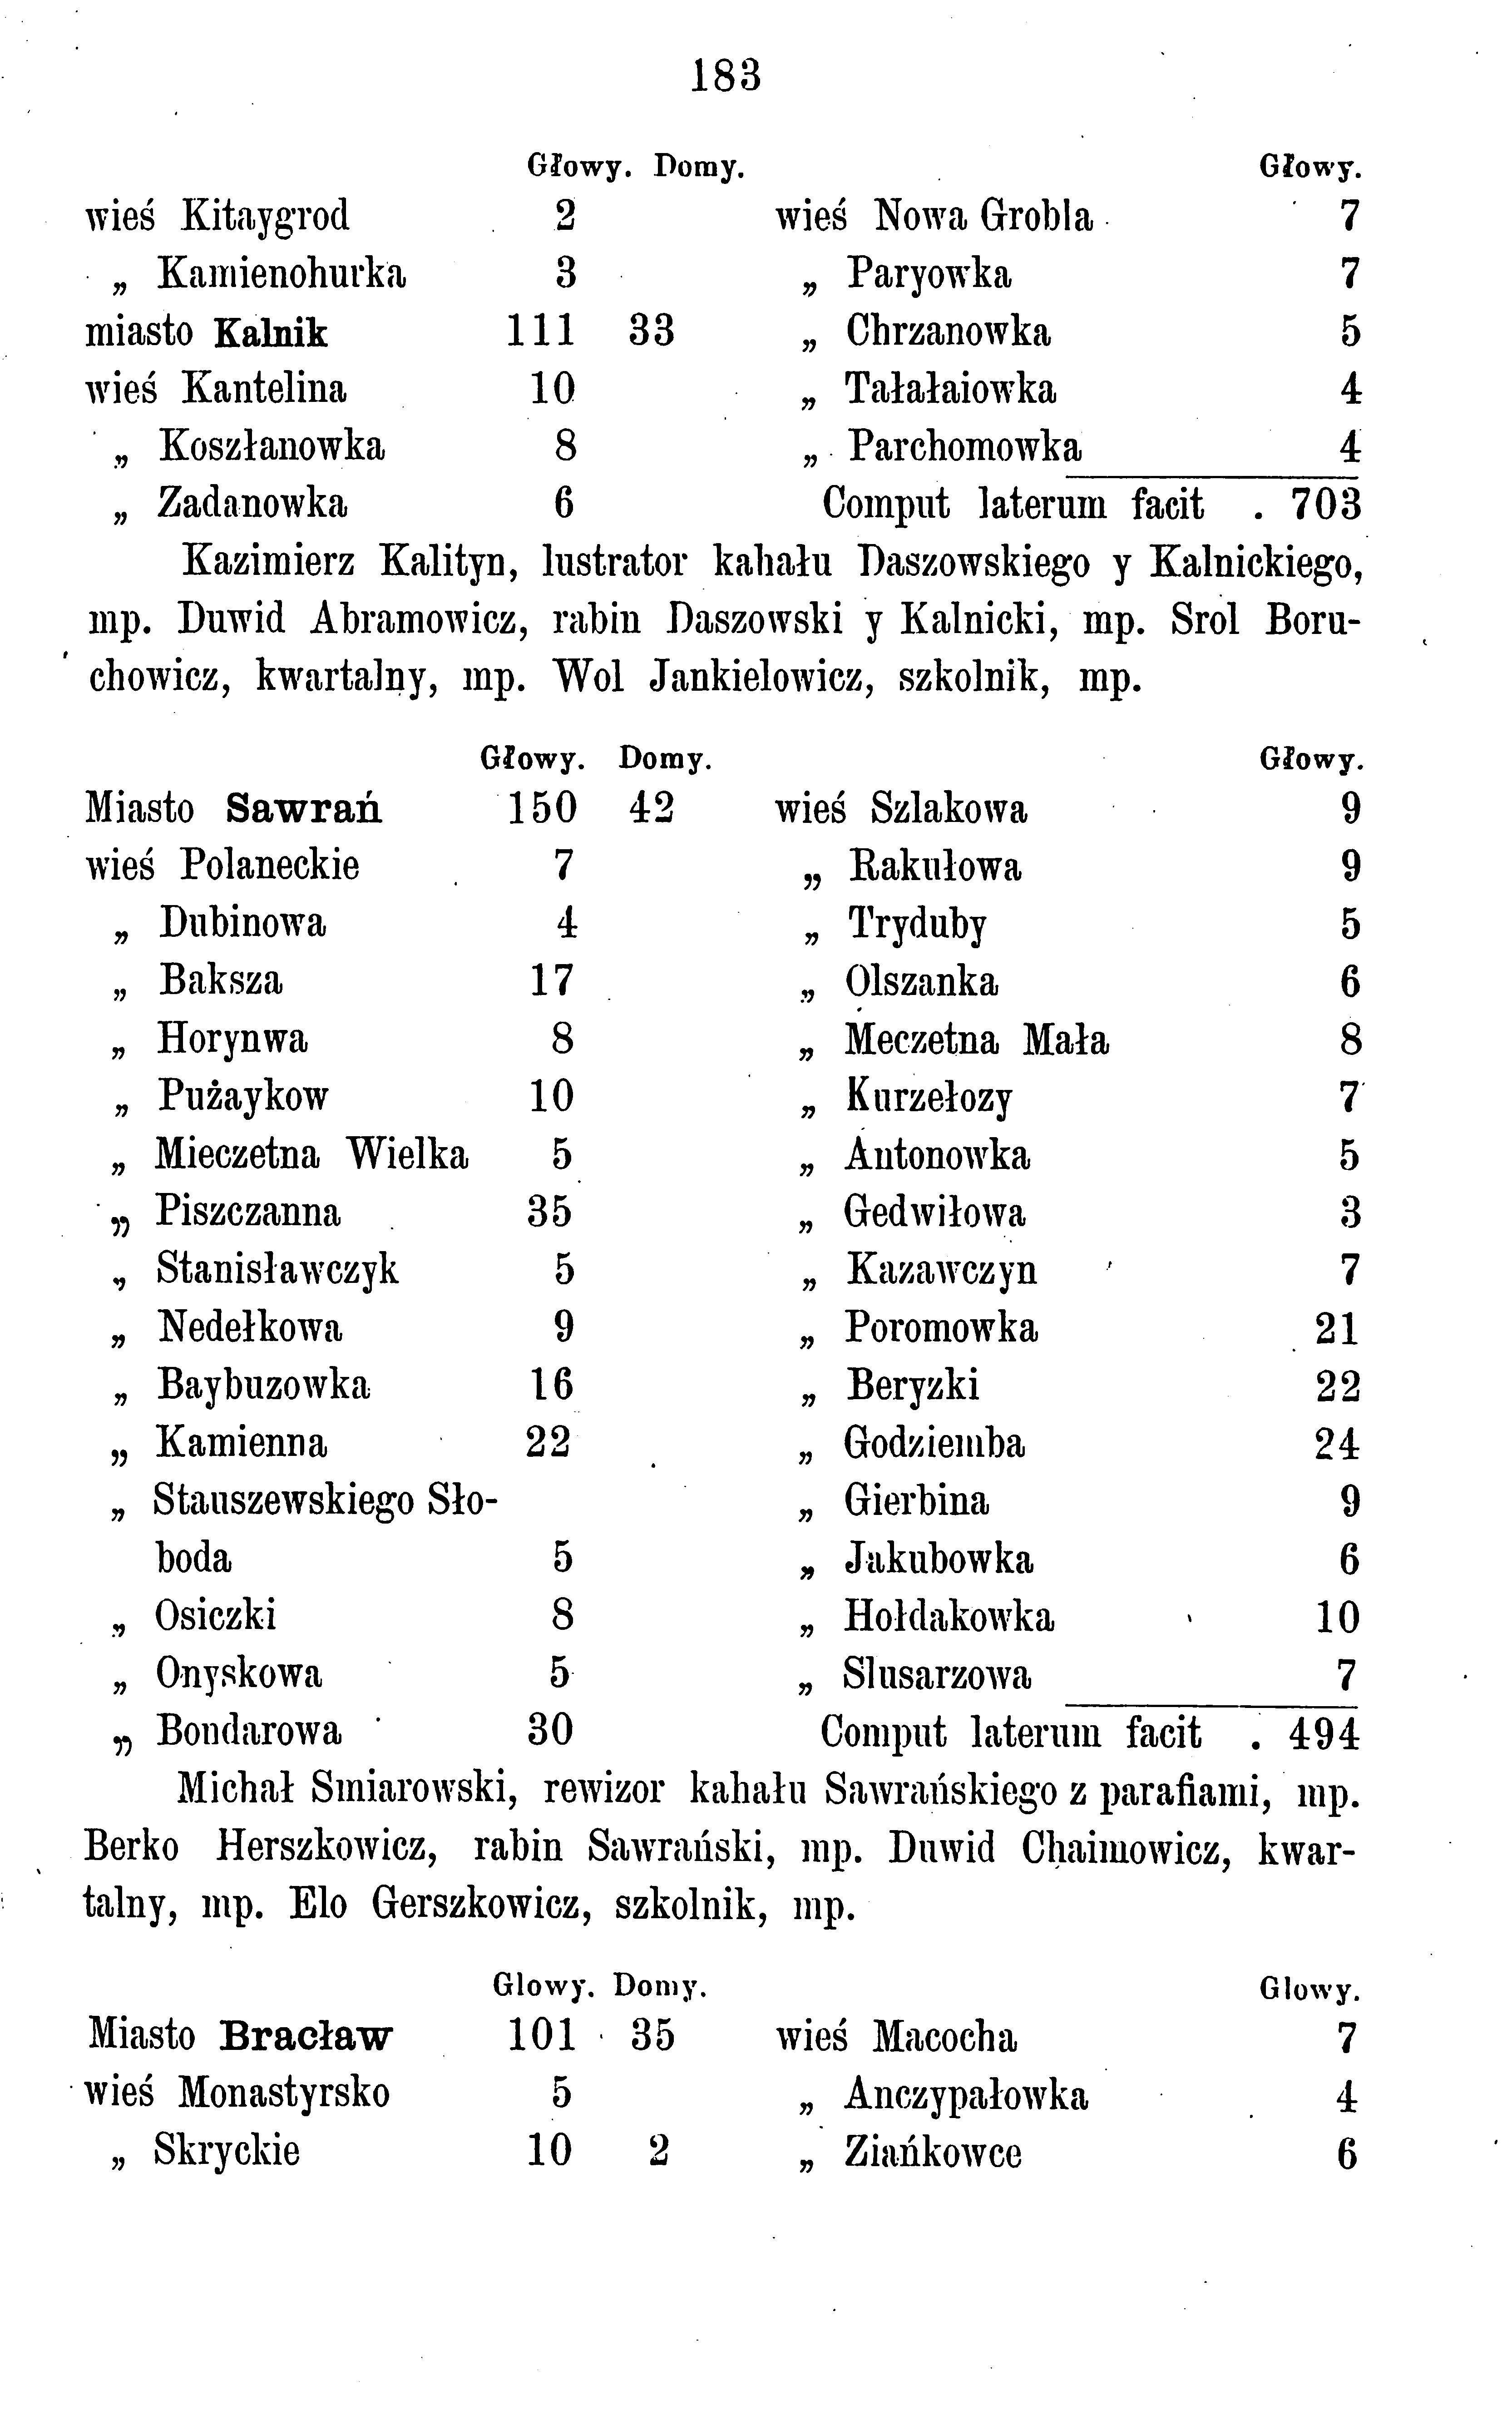 183
Głowy. Domy.
wieś Kitaygrod 2
„ Kamienohurka 3
miasto Kalnik 111 33
wieś Kantelina 10
„ Koszłanowka 8
„ Zadanowka 6
Głowy.
wieś Nowa Grobla 7
„ Paryowka 7
„ Chrzanowka 5
„ Tałałaiowka 4
„ Parchomowka 4
Comput laterum facit . 703
Kazimierz Kalityn, lustrator kahału Daszowskiego y Kalnickiego,
mp. Duwid Abramowicz, rabin Daszowski y Kalnicki, mp. Srol Boru-
chowicz, kwartalny, mp. Wol Jankielowicz, szkolnik, mp.
Głowy. Domy.
Miasto Sawrań 150 42
wieś Polaneckie 7
„ Dubinowa 4
„ Baksza 17
„ Horynwa 8
„ Pużaykow 10
„ Mieczetna Wielka 5
„ Piszczanna 35
„ Stanisławczyk 5
„ Nedełkowa 9
„ Baybuzowka 16
„ Kamienna 22
„ Stauszewskiego Sło-
boda 5
„ Osiczki 8
„ Onyskowa 5
„ Bondarowa 30
Głowy.
wieś Szlakowa 9
„ Rakułowa 9
„ Tryduby 5
„ Olszanka 6
„ Meczetna Mała 8
„ Kurzełozy 7
„ Antonowka 5
„ Gedwiłowa 3
„ Kazawczyn 7
„ Poromowka 21
„ Beryzki 22
„ Godziemba 24
„ Gierbina 9
„ Jakubowka 6
„ Hołdakowka 10
„ Slusarzowa 7
Comput laterum facit . 494
Michał Smiarowski, rewizor kahału Sawrańskiego z parafiami, mp.
Berko Herszkowicz, rabin Sawrański, mp. Duwid Chaimowicz, kwar-
talny, mp. Elo Gerszkowicz, szkolnik, mp.
Glowy. Domy.
Miasto Bracław 101 35
wieś Monastyrsko 5
„ Skryckie 10 2
Glowy.
wieś Macocha 7
„ Anczypałowka 4
„ Ziańkowce 6